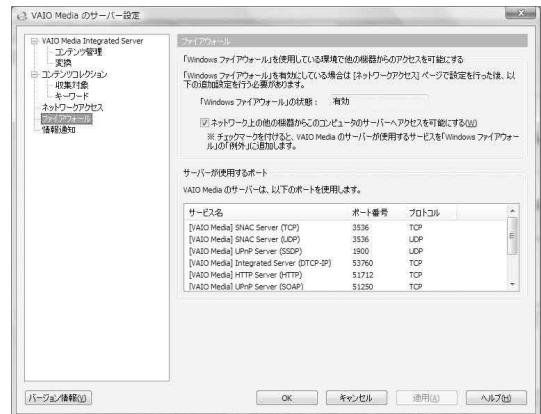 VAIO Media のサーバー設定
VAIO Media Integrated Server
コンテンツ管理
変換
コンテンツコレクション
収集対象
キーワード
ネットワークアクセス
ファイアウォール
情報通知
ファイアウォール
「Windows ファイアウォール」を使用している環境で他の機器からのアクセスを可能にする
「Windows ファイアウォール」を有効にしている場合は [ネットワークアクセス] ページで設定を行った後、以
下の追加設定を行う必要があります。
「Windows ファイアウォール」の状態： 有効
ネットワーク上の他の機器からこのコンピュータのサーバーへアクセスを可能にする(W)
※ チェックマークを付けると、VAIO Media のサーバーが使用するサービスを「Windows ファイアウォー
ル」の「例外」に追加します。
サーバーが使用するポート
VAIO Media のサーバーは、以下のポートを使用します。
サービス名 ポート番号 プロトコル
[VAIO Media] SNAC Server (TCP) 3536 TCP
[VAIO Media] SNAC Server (UDP) 3536 UDP
[VAIO Media] UPnP Server (SSDP) 1900 UDP
[VAIO Media] Integrated Server (DTCP-IP) 53760 TCP
[VAIO Media] HTTP Server (HTTP) 51712 TCP
[VAIO Media] UPnP Server (SOAP) 51250 TCP
バージョン情報(V) OK キャンセル 適用(A) ヘルプ(H)